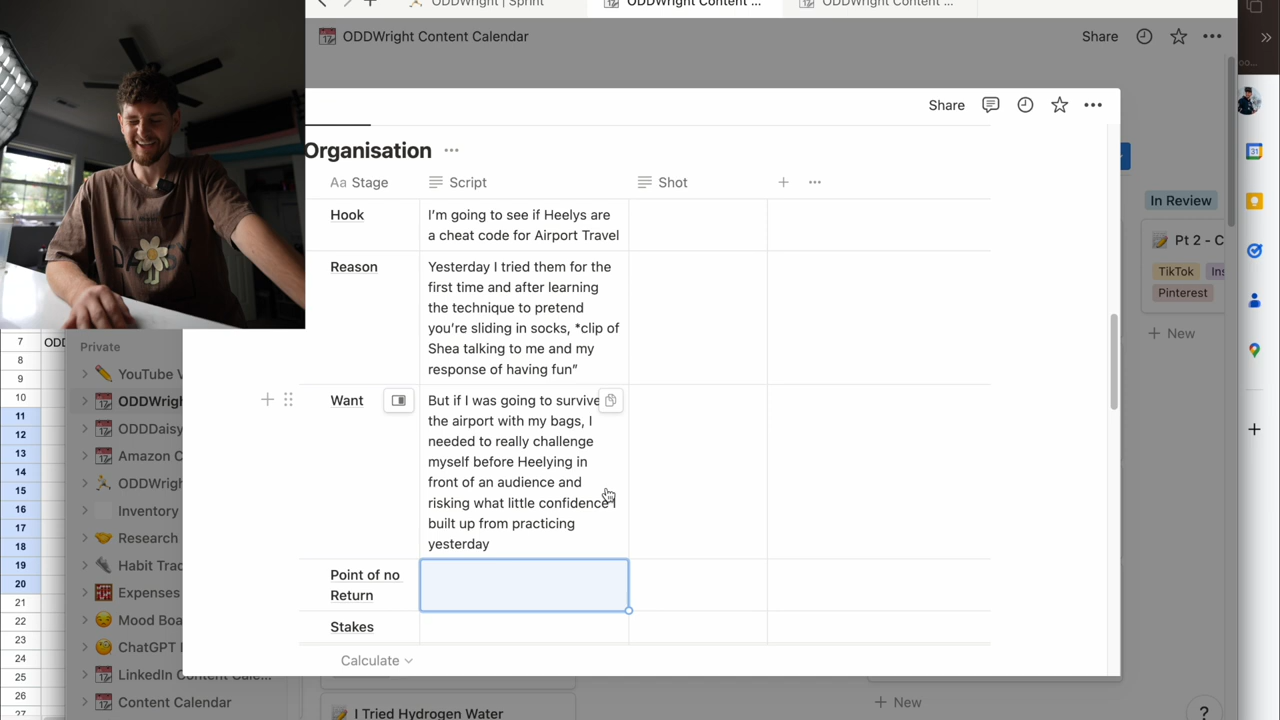 ODDWright | Sprint
ODDWright Content ...
ODDWright Content ...
ODDWright Content Calendar
Share
Share
Organisation
Aa Stage
Script
Shot
Hook
I'm going to see if Heelys are
a cheat code for Airport Travel
Reason
Yesterday I tried them for the
first time and after learning
the technique to pretend
you're sliding in socks, *clip of
Shea talking to me and my
response of having fun"
Want
But if I was going to survive
the airport with my bags, I
needed to really challenge
myself before Heelying in
front of an audience and
risking what little confidence I
built up from practicing
yesterday
Point of no
Return
Stakes
Calculate
In Review
Pt 2 - C
TikTok
Ins
Pinterest
New
7
8
9
10
11
12
13
14
15
16
17
18
19
20
21
22
23
24
25
26
27
ODD
Private
YouTube V
ODDWrigh
ODDDaisy
Amazon C
ODDWrigh
Inventory
Research
Habit Trac
Expenses
Mood Boa
ChatGPT
LinkedIn Content Cale...
Content Calendar
I Tried Hydrogen Water
New
?
31